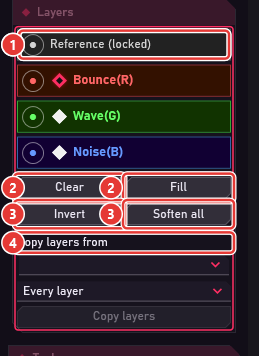 Layers
1 Reference (locked)
Bounce(R)
Wave(G)
Noise(B)
2 Clear 2 Fill
3 Invert 3 Soften all
4 opy layers from
Every layer
Copy layers